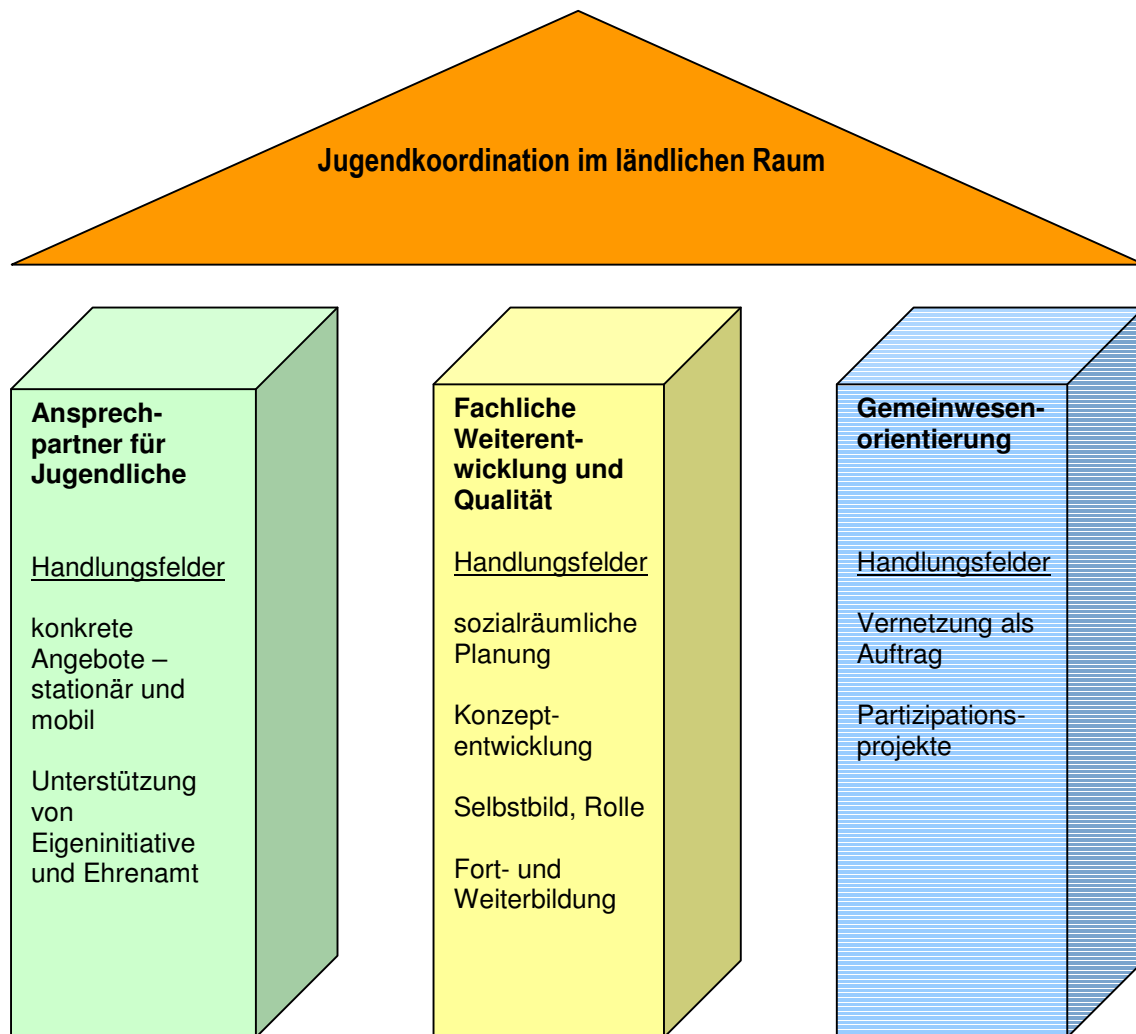 Jugendkoordination im ländlichen Raum
Ansprech-
partner für
Jugendliche
Handlungsfelder
konkrete
Angebote –
stationär und
mobil
Unterstützung
von
Eigeninitiative
und Ehrenamt
Fachliche
Weiterent-
wicklung und
Qualität
Handlungsfelder
sozialräumliche
Planung
Konzept-
entwicklung
Selbstbild, Rolle
Fort- und
Weiterbildung
Gemeinwesen-
orientierung
Handlungsfelder
Vernetzung als
Auftrag
Partizipations-
projekte